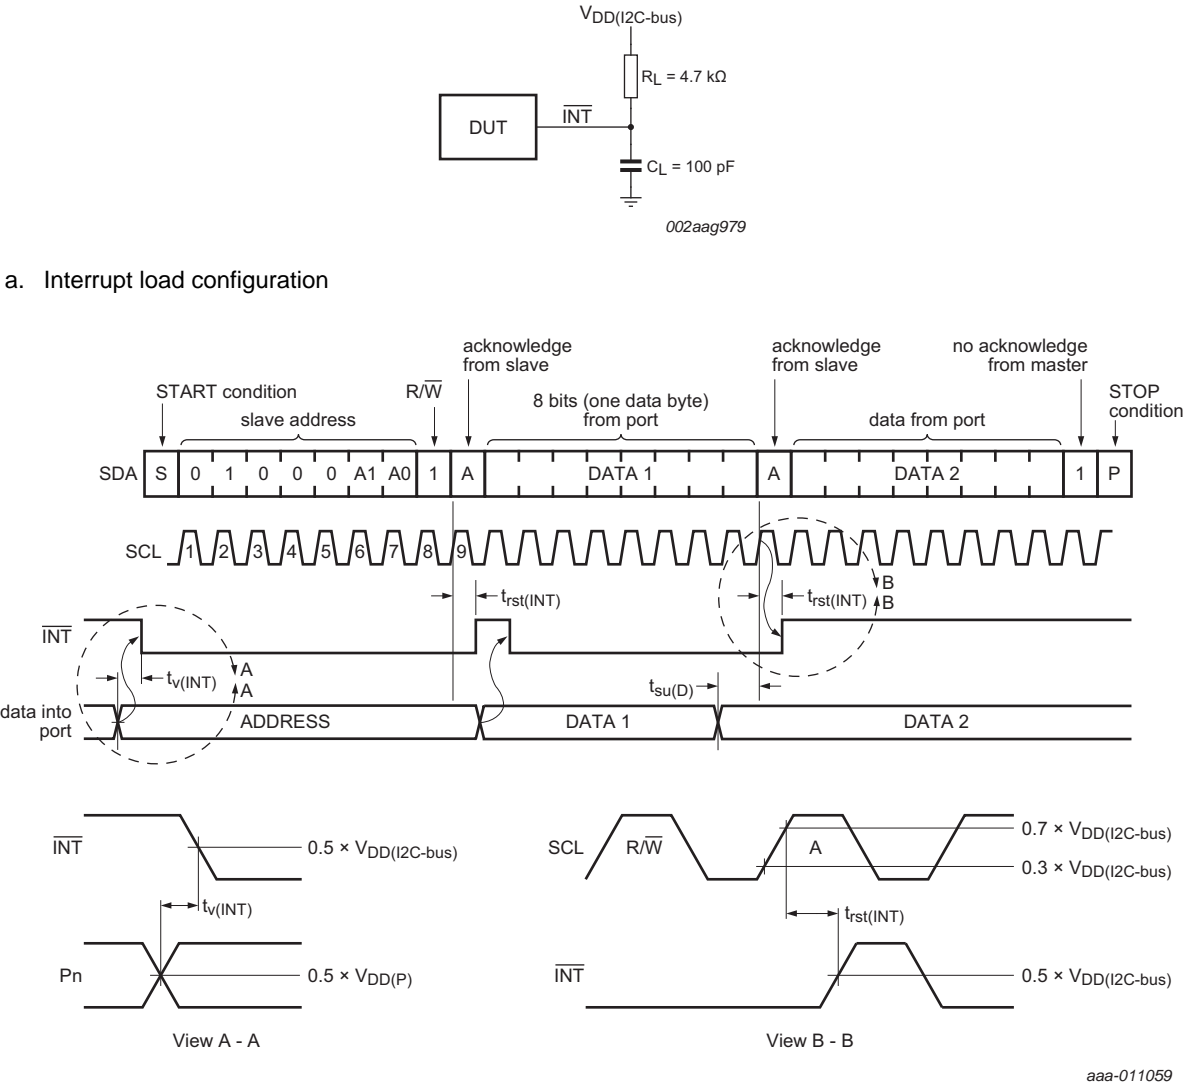 VDD(I2C-bus)
RL = 4.7 kΩ
DUT
INT
CL = 100 pF
002aag979
a. Interrupt load configuration
acknowledge
from slave
acknowledge
from slave
no acknowledge
from master
START condition
R/W
8 bits (one data byte)
from port
STOP
condition
slave address
data from port
SDA S 0 1 0 0 0 A1 A0 1 A DATA 1 A DATA 2 1 P
SCL 1 2 3 4 5 6 7 8 9
trst(INT)
trst(INT)
B
B
INT
tv(INT)
A
A
tsu(D)
data into
port
ADDRESS
DATA 1
DATA 2
INT
0.5 × VDD(I2C-bus)
tv(INT)
Pn
0.5 × VDD(P)
View A - A
SCL
R/W
A
0.7 × VDD(I2C-bus)
0.3 × VDD(I2C-bus)
trst(INT)
INT
0.5 × VDD(I2C-bus)
View B - B
aaa-011059